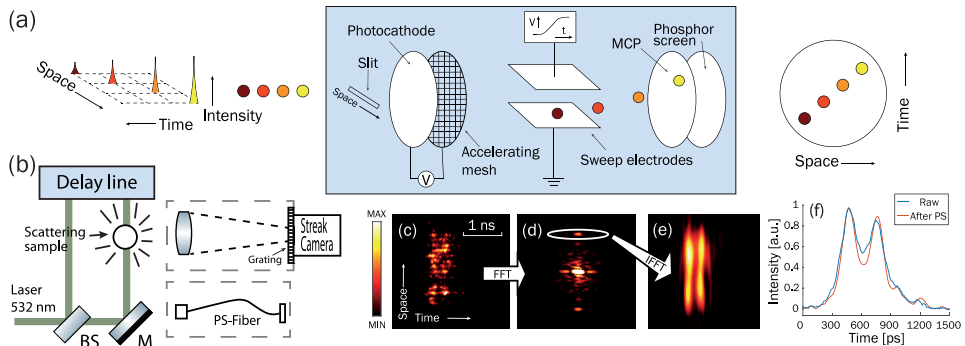 (a)
Space
Time
Intensity
Photocathode
Slit
Space
V
Accelerating
mesh
V
t
Sweep electrodes
MCP
Phosphor
screen
Time
Space
(b)
Delay line
Scattering
sample
Laser
532 nm
BS
M
Grating
Streak
Camera
PS-Fiber
MAX
MIN
(c)
1 ns
Space
Time
FFT
(d)
IFFT
(e)
(f)
Raw
After PS
Intensity [a.u.]
1
0.8
0.6
0.4
0.2
0
0 300 600 900 1200 1500
Time [ps]